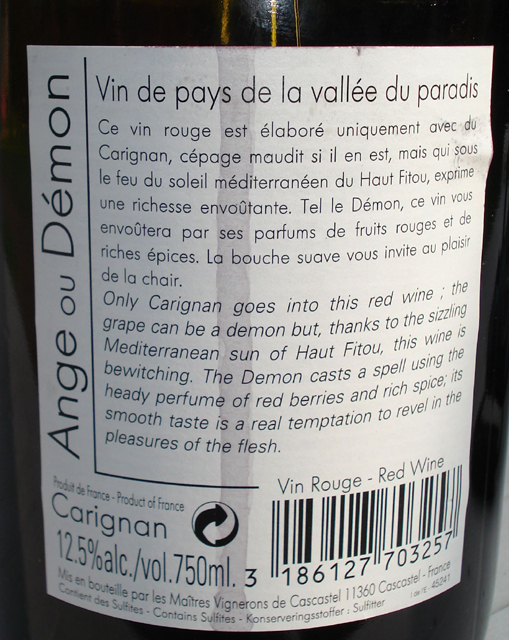 Ange ou Démon
Vin de pays de la vallée du paradis
Ce vin rouge est élaboré uniquement avec du
Carignan, cépage maudit si il en est, mais qui sous
le feu du soleil méditerranéen du Haut Fitou, exprime
une richesse envoûtante. Tel le Démon, ce vin vous
envoûtera par ses parfums de fruits rouges et de
riches épices. La bouche suave vous invite au plaisir
de la chair.
Only Carignan goes into this red wine ; the
grape can be a demon but, thanks to the sizzling
Mediterranean sun of Haut Fitou, this wine is
bewitching. The Demon casts a spell using the
heady perfume of red berries and rich spice; its
smooth taste is a real temptation to revel in the
pleasures of the flesh.
Vin Rouge - Red Wine
Produit de France - Product of France
Carignan
12.5%alc./vol.750ml.
3 186127 703257
Mis en bouteille par les Maîtres Vignerons de Cascastel 11360 Cascastel - France
Contient des Sulfites - Contains Sulfites - Konserveringsstoffer : Sulfitter